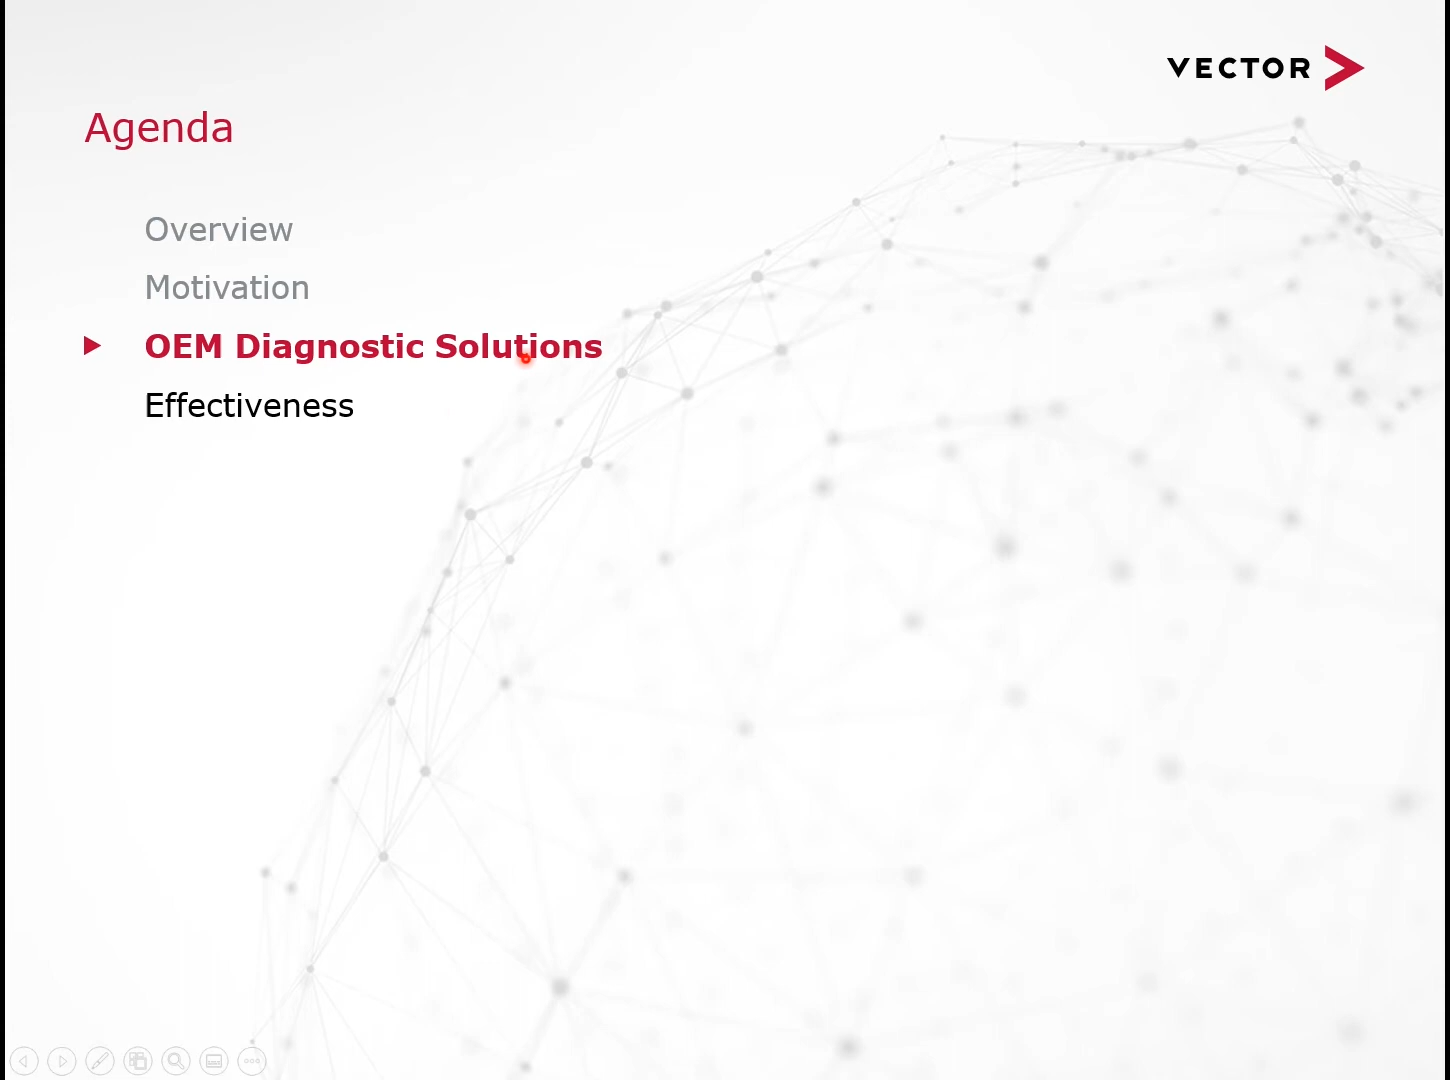 VECTOR
Agenda
Overview
Motivation
OEM Diagnostic Solutions
Effectiveness